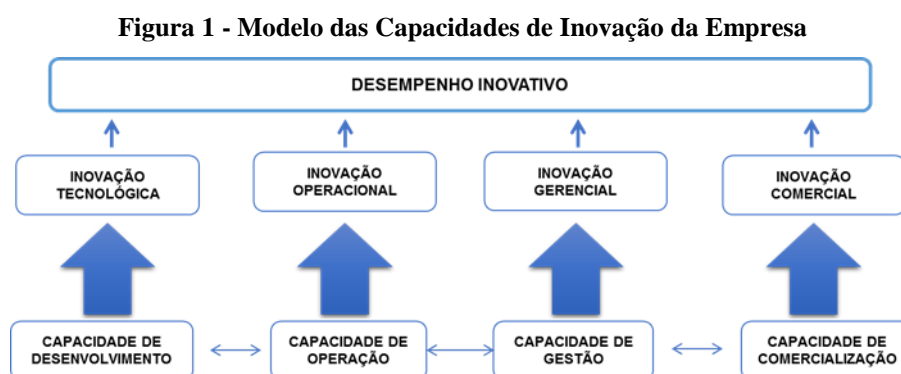 Figura 1 - Modelo das Capacidades de Inovação da Empresa
DESEMPENHO INOVATIVO
INOVAÇÃO
TECNOLÓGICA
INOVAÇÃO
OPERACIONAL
INOVAÇÃO
GERENCIAL
INOVAÇÃO
COMERCIAL
CAPACIDADE DE
DESENVOLVIMENTO
CAPACIDADE DE
OPERAÇÃO
CAPACIDADE DE
GESTÃO
CAPACIDADE DE
COMERCIALIZAÇÃO